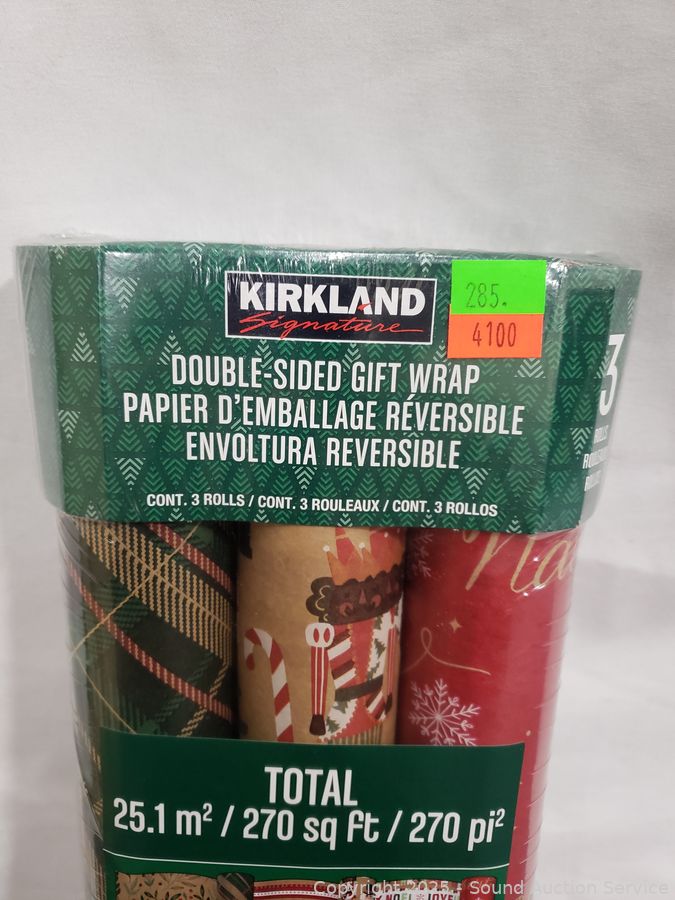 KIRKLAND
Signature
285.
4100
DOUBLE-SIDED GIFT WRAP
PAPIER D'EMBALLAGE RÉVERSIBLE
ENVOLTURA REVERSIBLE
CONT. 3 ROLLS / CONT. 3 ROULEAUX / CONT. 3 ROLLOS
3
TOTAL
25.1 m² / 270 sq ft / 270 pi²
NOEL
Copyright 2025 - Sound Auction Service